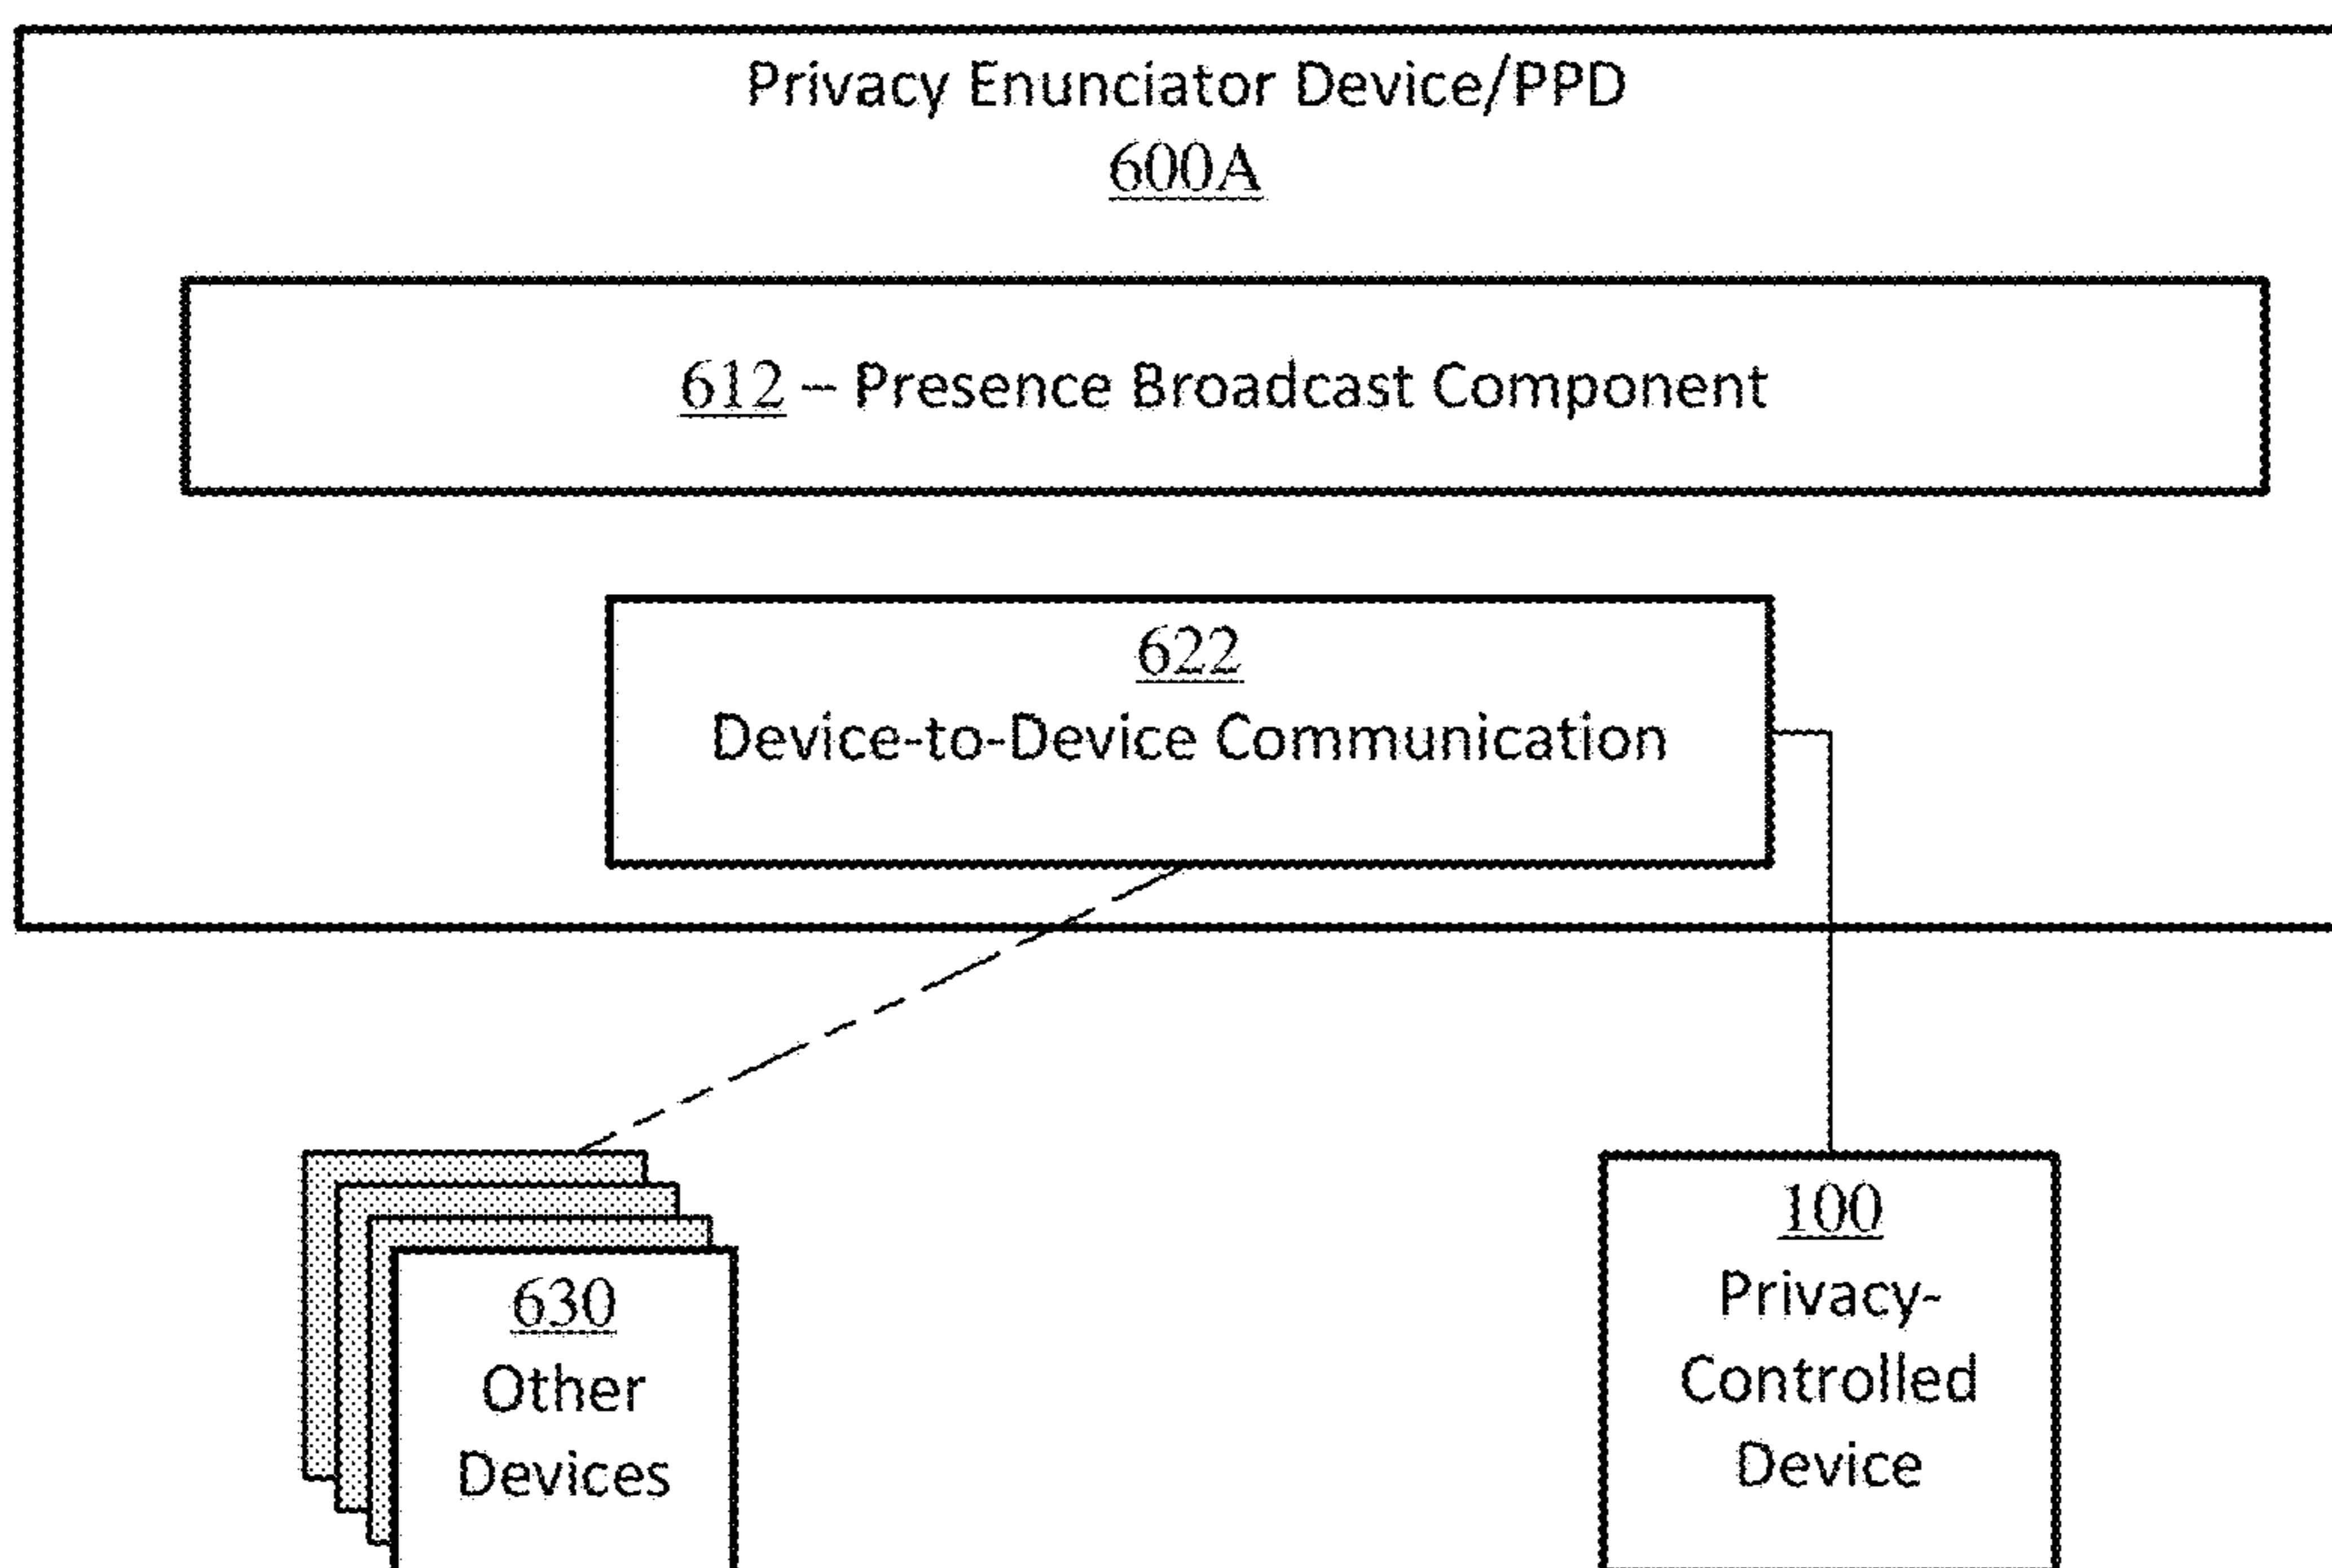 Privacy Enunciator Device/PPD
600A
612 – Presence Broadcast Component
622
Device-to-Device Communication
630
Other
Devices
100
Privacy-
Controlled
Device